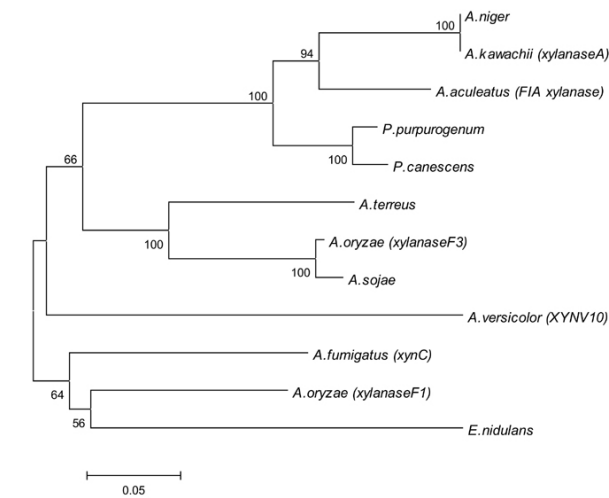 A.niger
100
A.kawachii (xylanaseA)
94
A.aculeatus (FIA xylanase)
100
P.purpurogenum
100
P.canescens
66
A.terreus
100
A.oryzae (xylanaseF3)
100
A.sojae
A.versicolor (XYNV10)
A.fumigatus (xynC)
64
A.oryzae (xylanaseF1)
56
E.nidulans
0.05